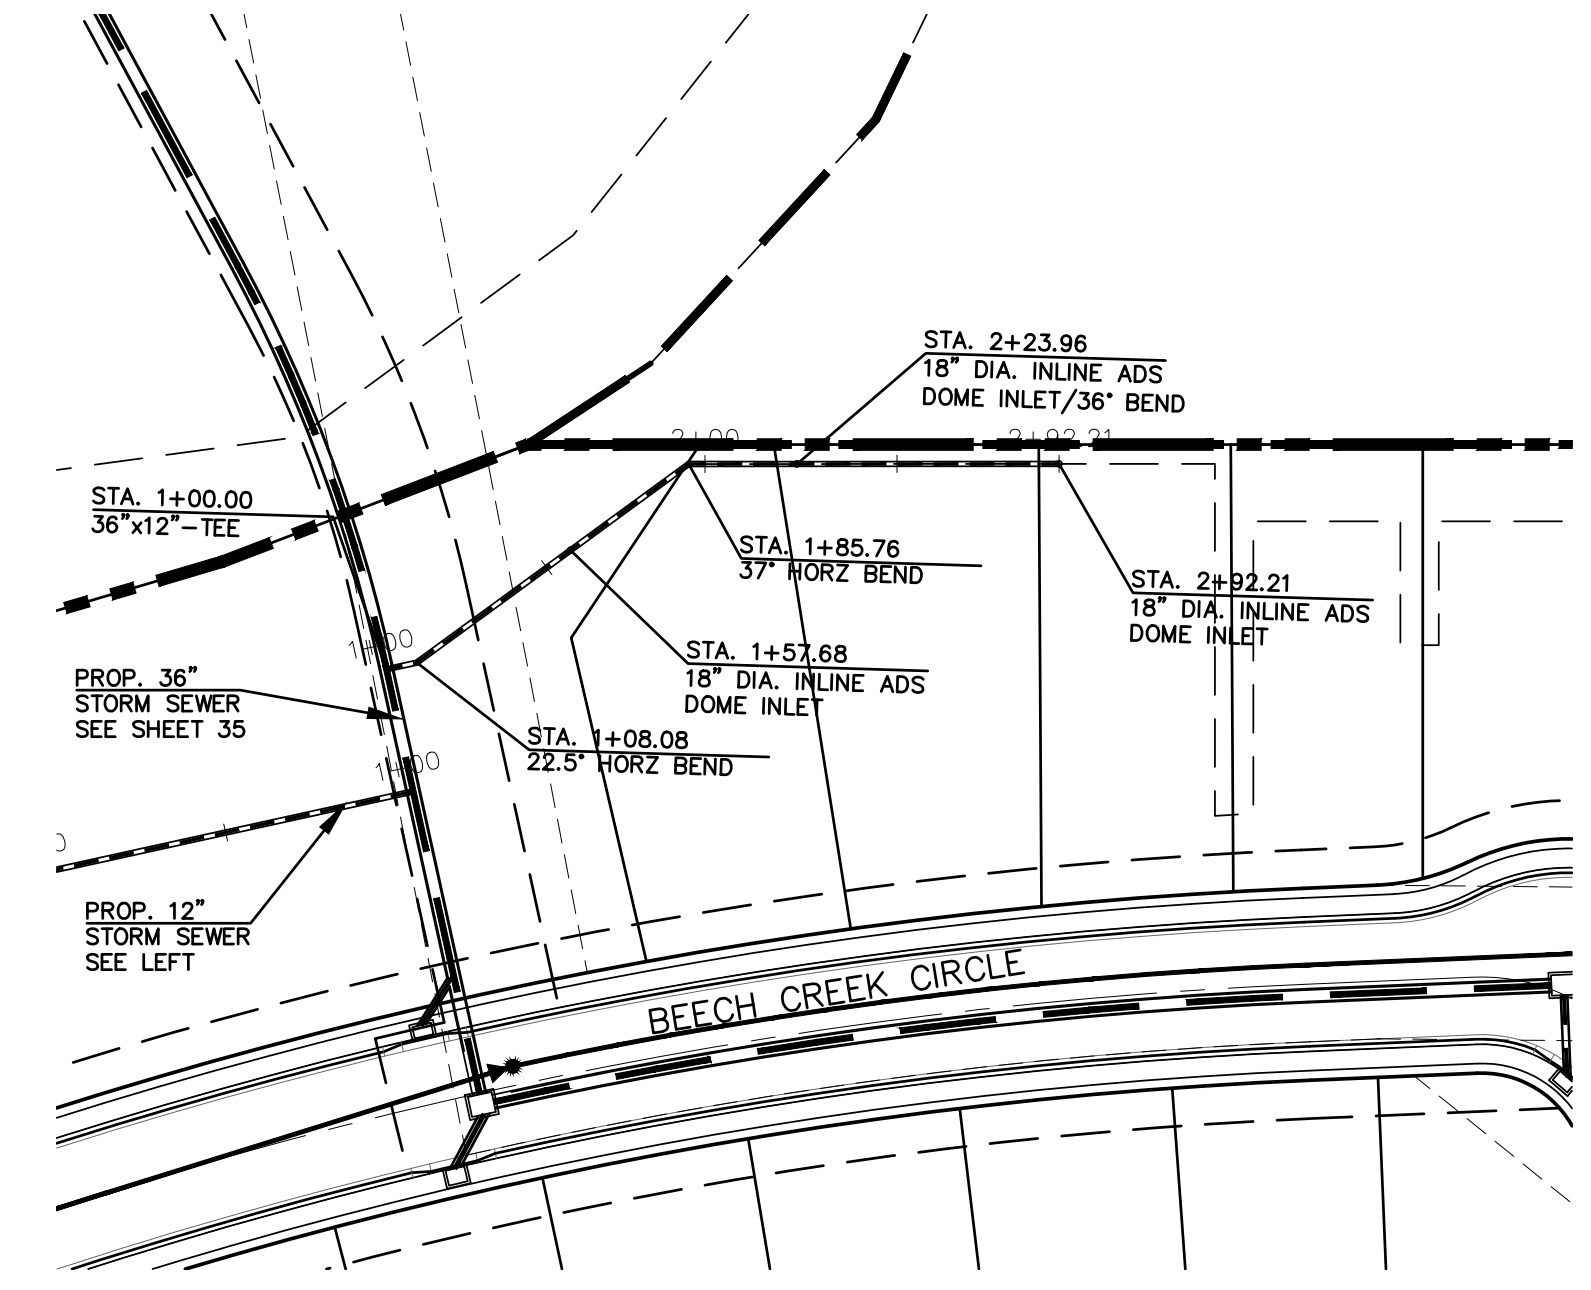 STA. 2+23.96
18" DIA. INLINE ADS
DOME INLET/36° BEND
2+00
2+92.21
STA. 1+00.00
36"x12"-TEE
STA. 1+85.76
37° HORZ BEND
STA. 2+92.21
18" DIA. INLINE ADS
DOME INLET
1+00
STA. 1+57.68
18" DIA. INLINE ADS
DOME INLET
PROP. 36"
STORM SEWER
SEE SHEET 35
STA. 1+08.08
22.5° HORZ BEND
1+00
0
PROP. 12"
STORM SEWER
SEE LEFT
BEECH CREEK CIRCLE